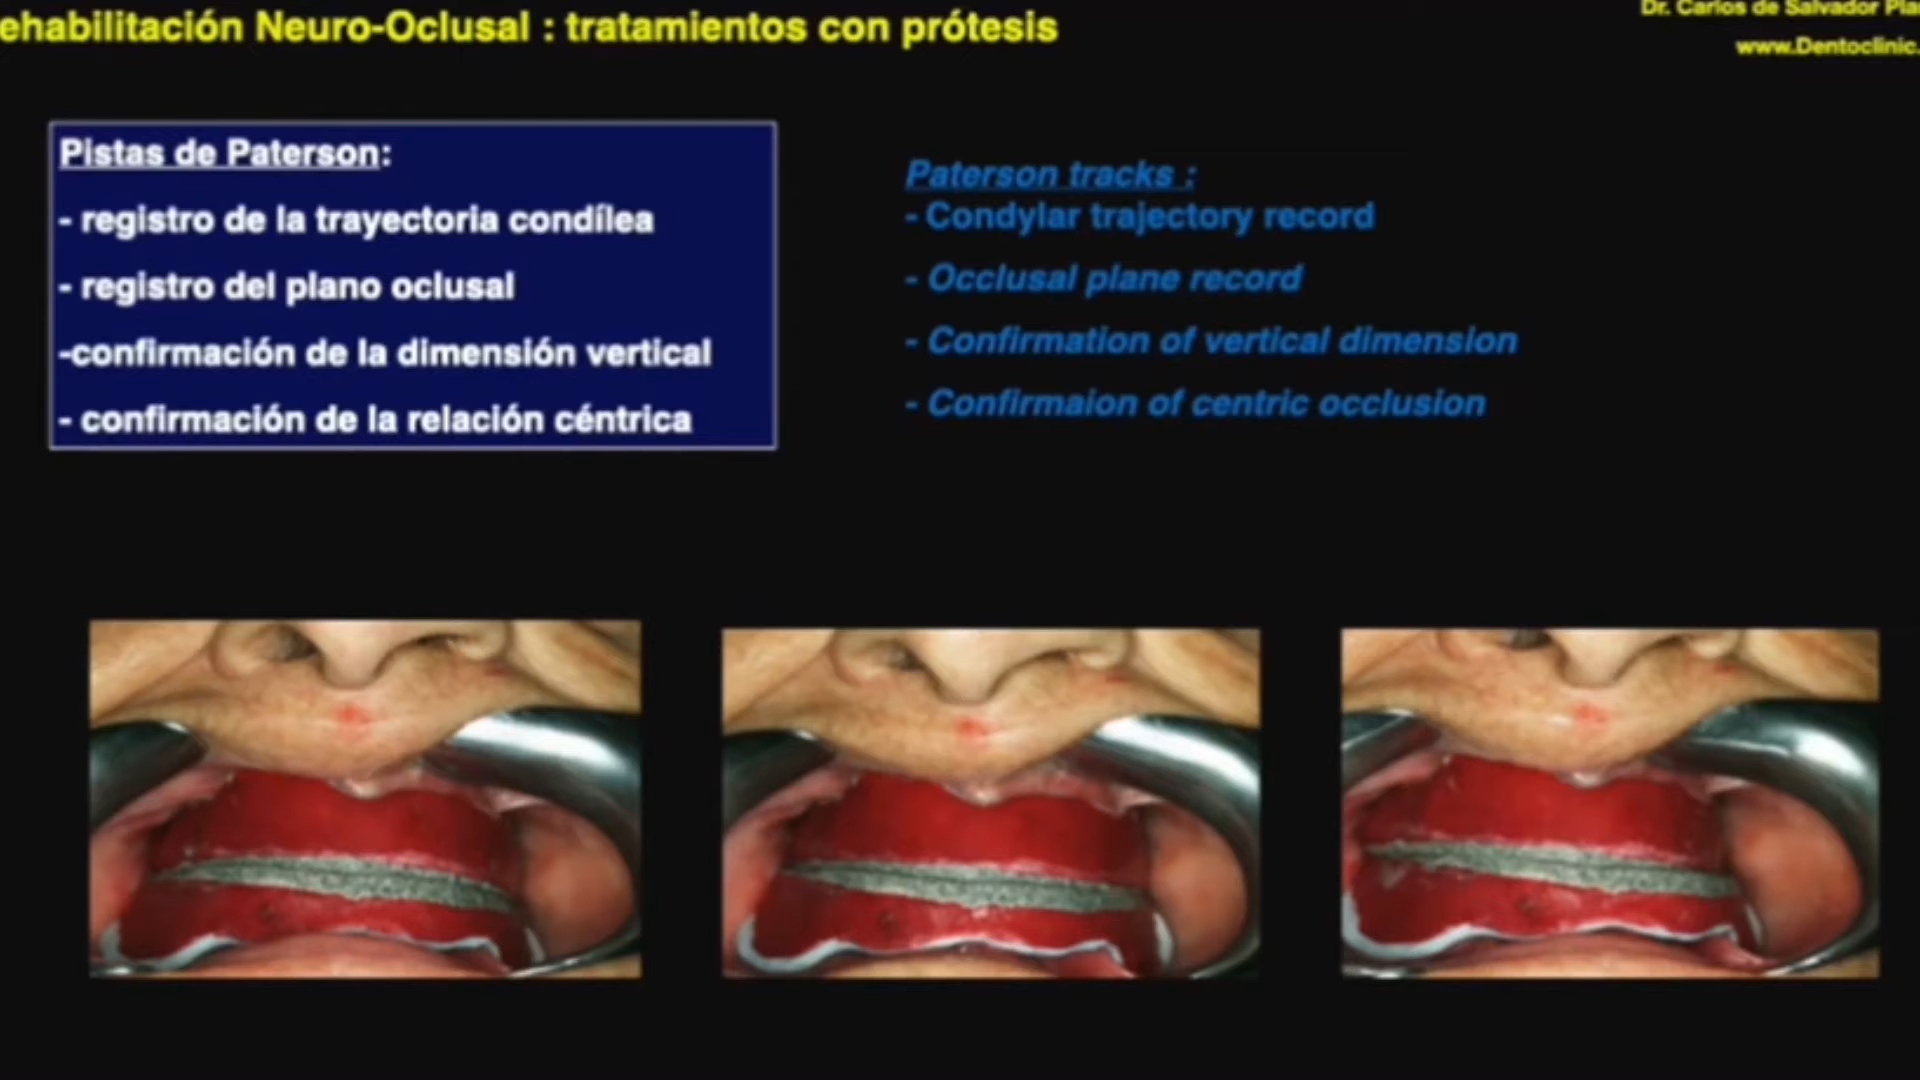 ehabilitación Neuro-Oclusal : tratamientos con prótesis
Dr. Carlos de Salvador Pla
www.Dentoclinic.
Pistas de Paterson:
- registro de la trayectoria condílea
- registro del plano oclusal
-confirmación de la dimensión vertical
- confirmación de la relación céntrica
Paterson tracks :
- Condylar trajectory record
- Occlusal plane record
- Confirmation of vertical dimension
- Confirmaion of centric occlusion